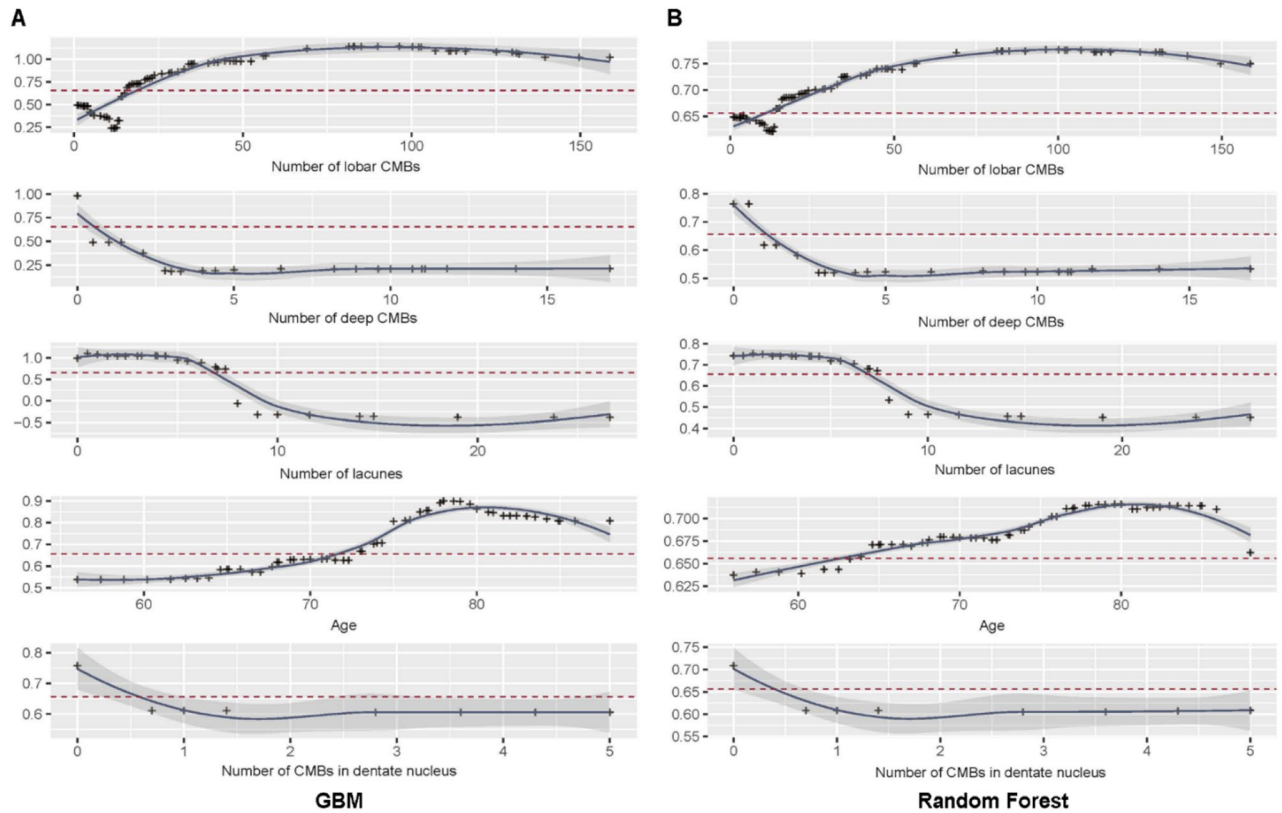 A
1.00
0.75
0.50
0.25
0 50 100 150
Number of lobar CMBs
1.00
0.75
0.50
0.25
0 5 10 15
Number of deep CMBs
1.0
0.5
0.0
−0.5
0 10 20
Number of lacunes
0.9
0.8
0.7
0.6
0.5
60 70 80
Age
0.8
0.7
0.6
0 1 2 3 4 5
Number of CMBs in dentate nucleus
GBM
B
0.75
0.70
0.65
0 50 100 150
Number of lobar CMBs
0.8
0.7
0.6
0.5
0 5 10 15
Number of deep CMBs
0.8
0.7
0.6
0.5
0.4
0 10 20
Number of lacunes
0.700
0.675
0.650
0.625
60 70 80
Age
0.75
0.70
0.65
0.60
0.55
0 1 2 3 4 5
Number of CMBs in dentate nucleus
Random Forest